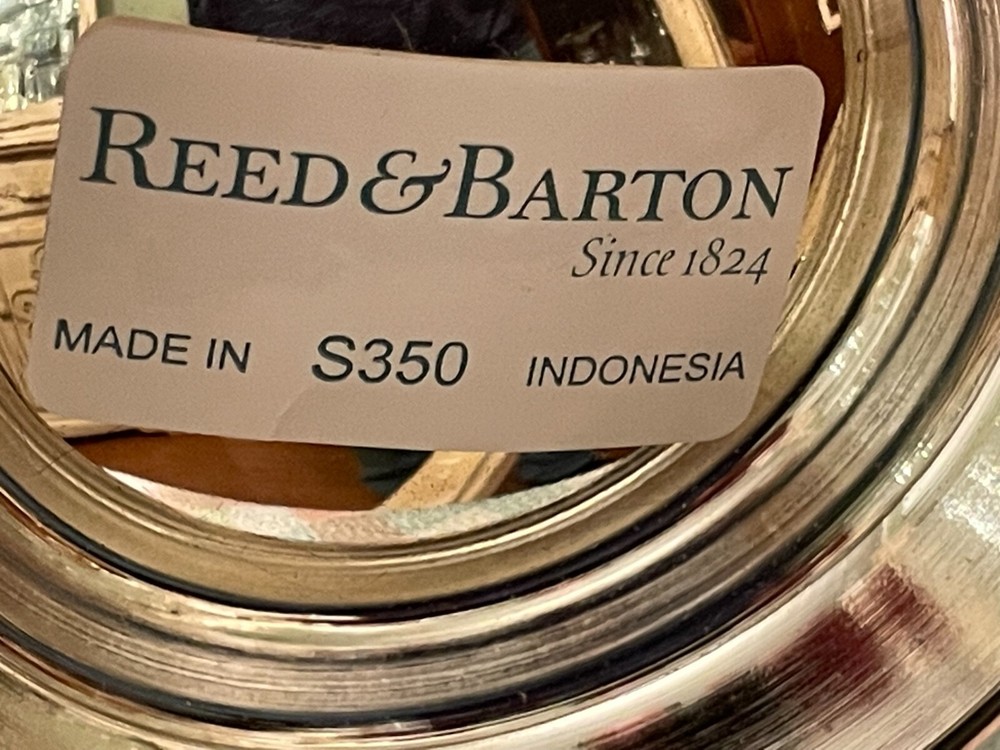 REED & BARTON
Since 1824
MADE IN S350 INDONESIA